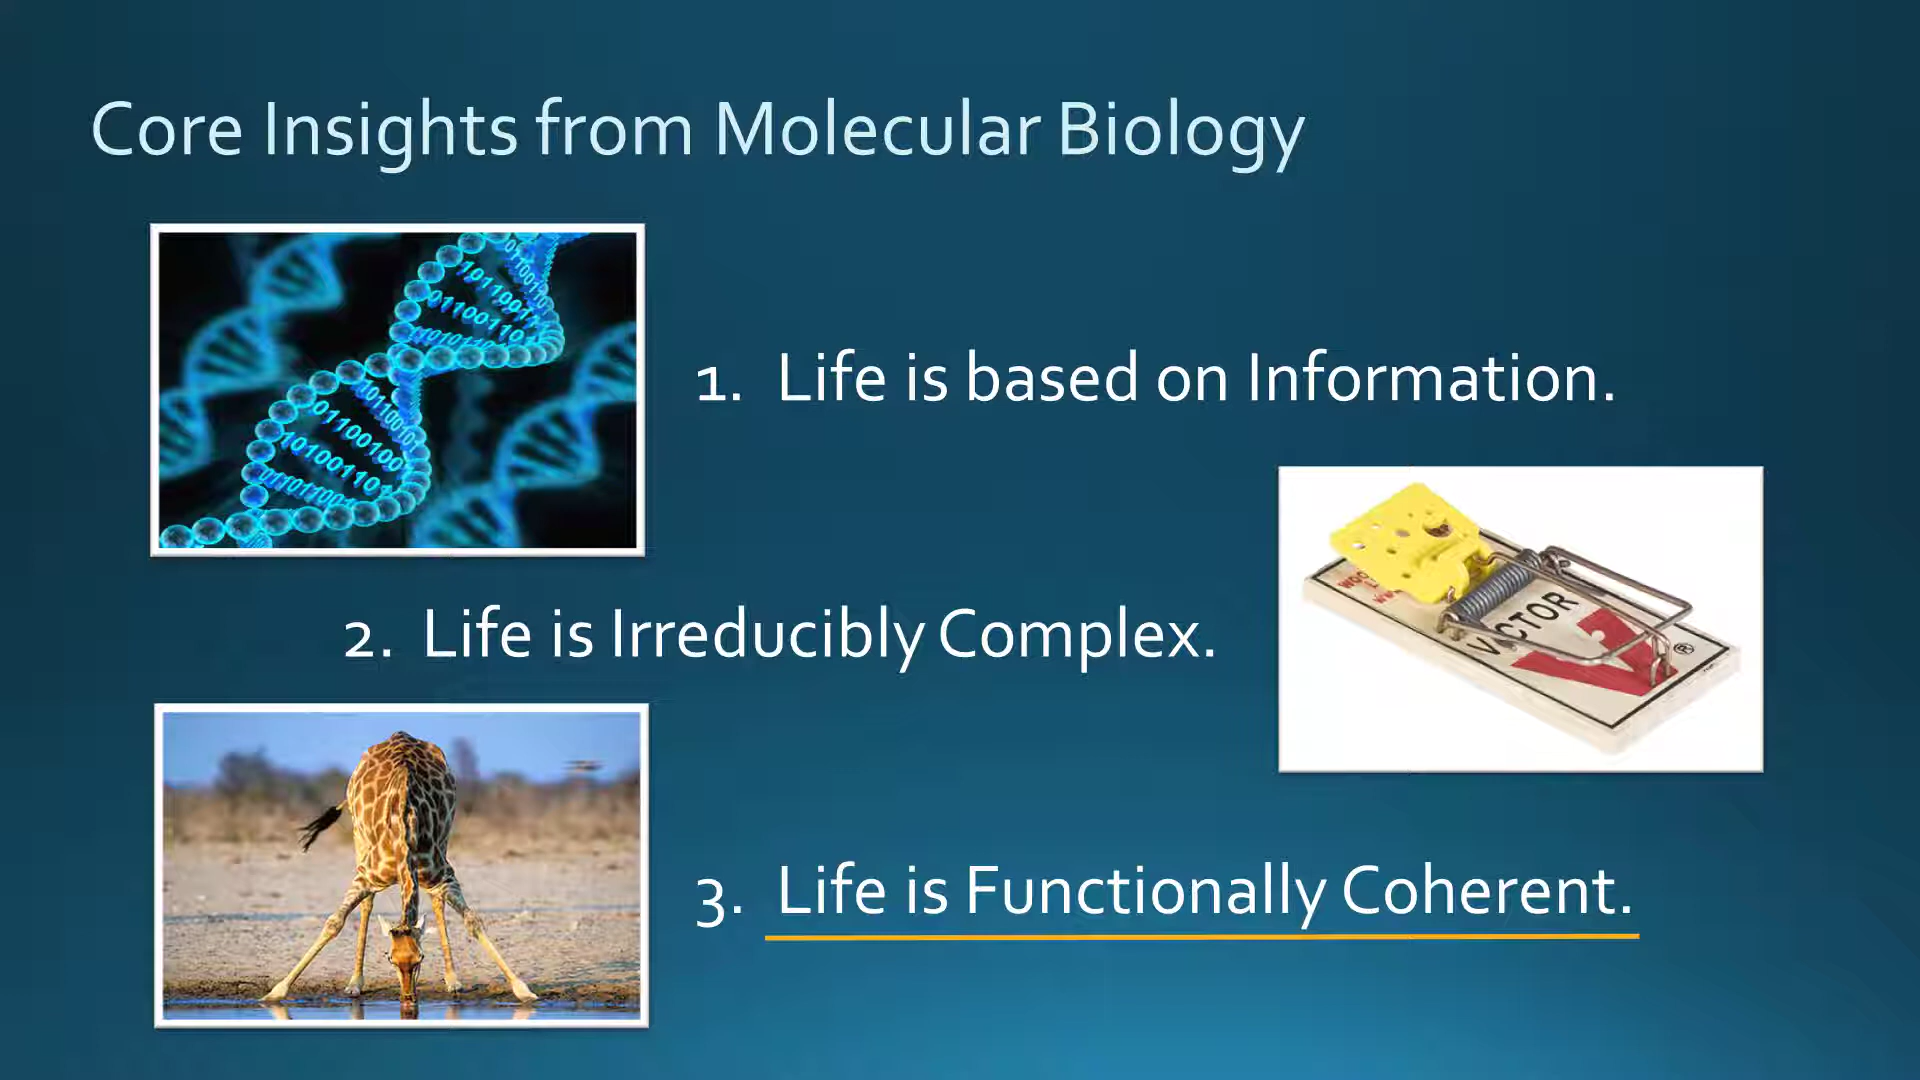 Core Insights from Molecular Biology
1. Life is based on Information.
2. Life is Irreducibly Complex.
VICTOR
®
3. Life is Functionally Coherent.